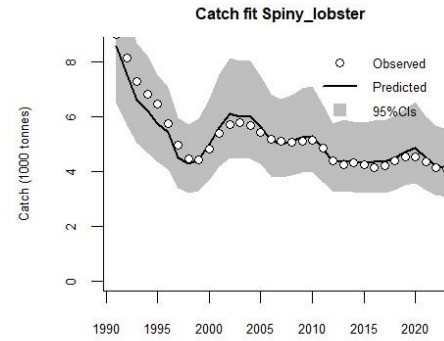 Catch fit Spiny_lobster
Observed
Predicted
95%CIs
Catch (1000 tonnes)
8
6
4
2
0
1990 1995 2000 2005 2010 2015 2020